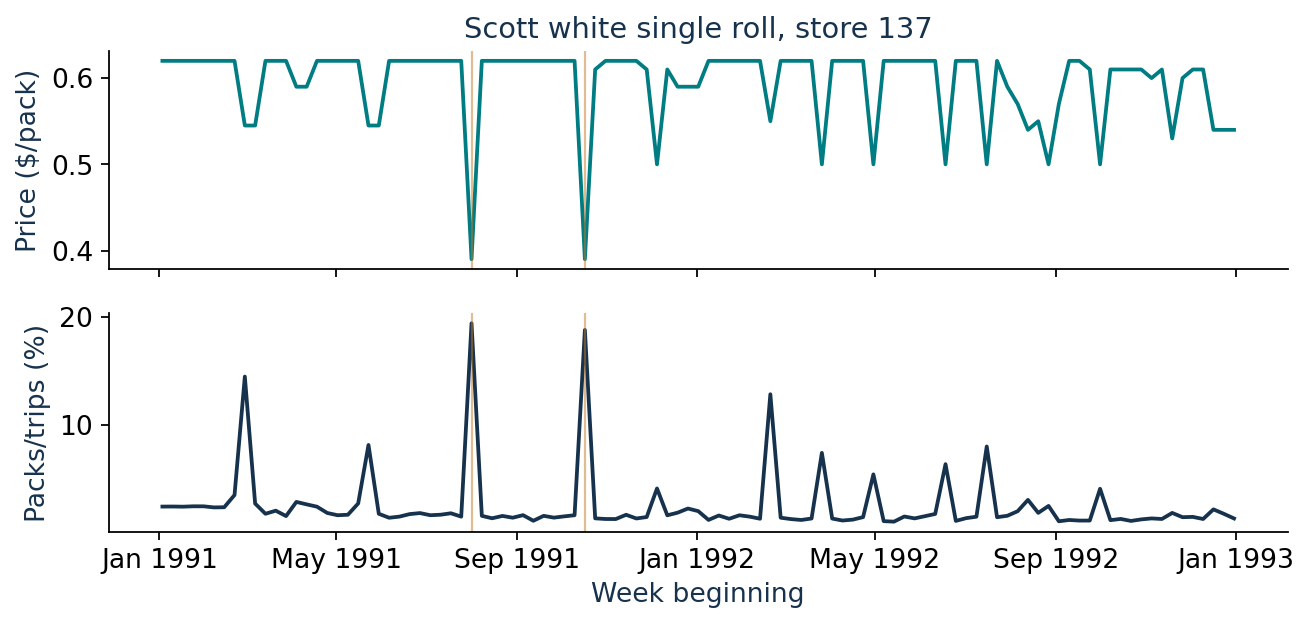 Scott white single roll, store 137
Price ($/pack)
0.6
0.5
0.4
Packs/trips (%)
20
10
Jan 1991 May 1991 Sep 1991 Jan 1992 May 1992 Sep 1992 Jan 1993
Week beginning